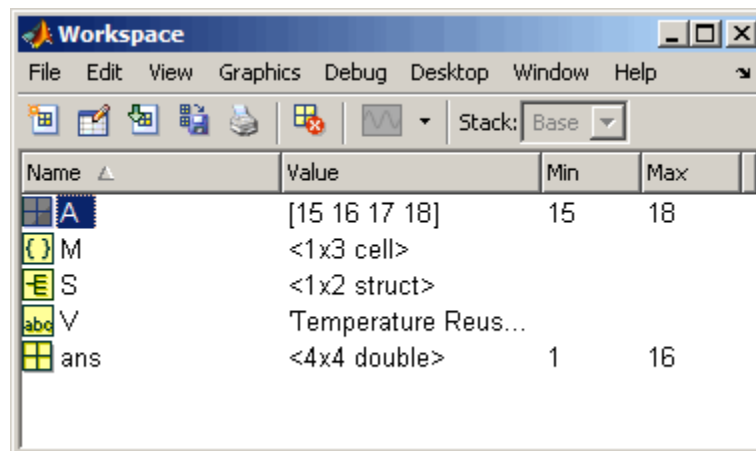 Workspace
File Edit View Graphics Debug Desktop Window Help
Stack: Base
Name Value Min Max
A [15 16 17 18] 15 18
{} M <1x3 cell>
S <1x2 struct>
abc V 'Temperature Reus...
ans <4x4 double> 1 16